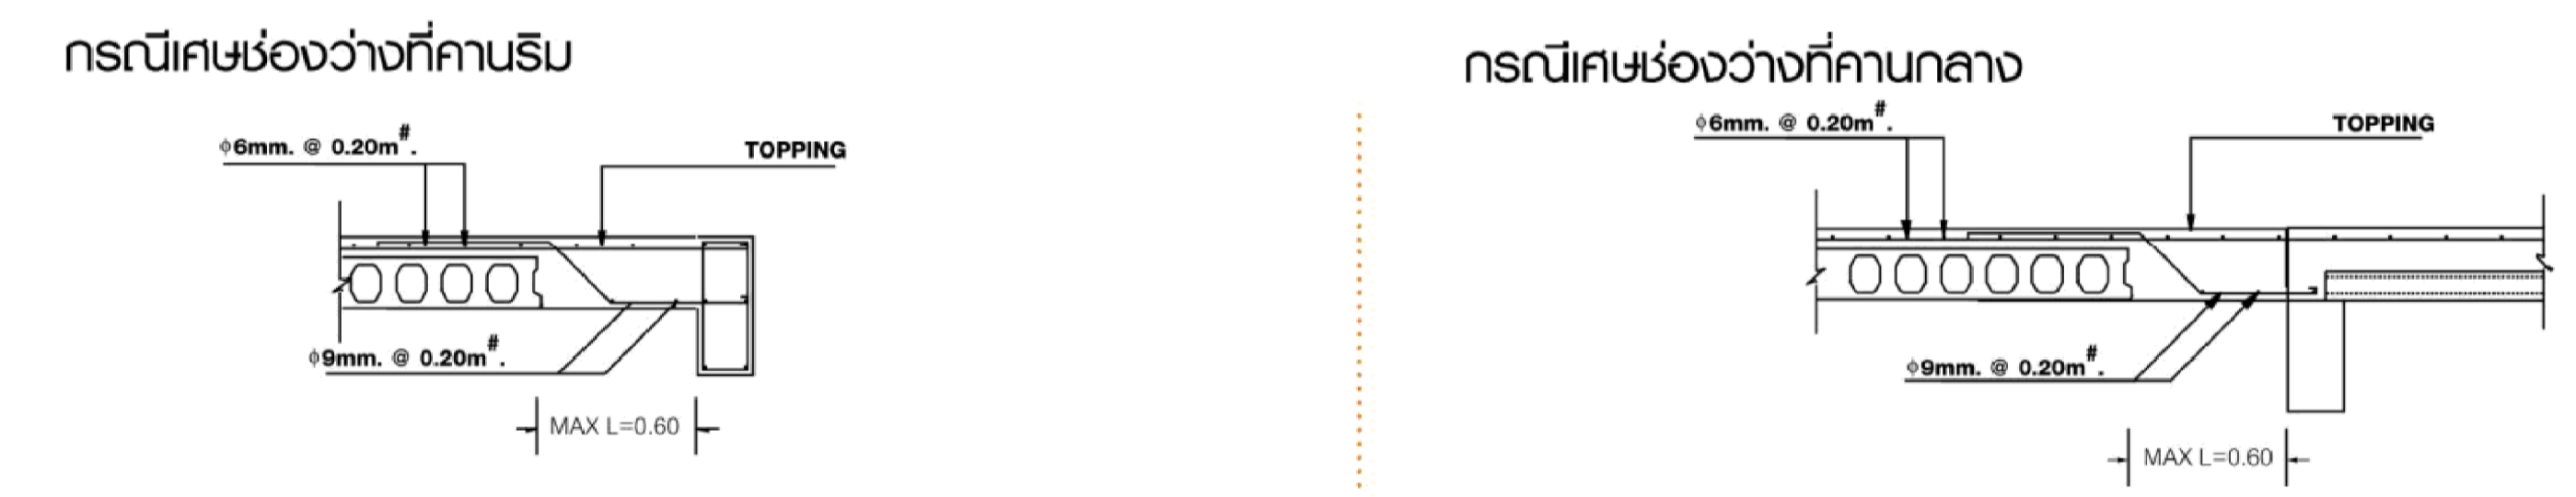 กรณีเศษช่องว่างที่คานริม
ϕ6mm. @ 0.20m#.
TOPPING
ϕ9mm. @ 0.20m#.
MAX L=0.60
กรณีเศษช่องว่างที่คานกลาง
ϕ6mm. @ 0.20m#.
TOPPING
ϕ9mm. @ 0.20m#.
MAX L=0.60